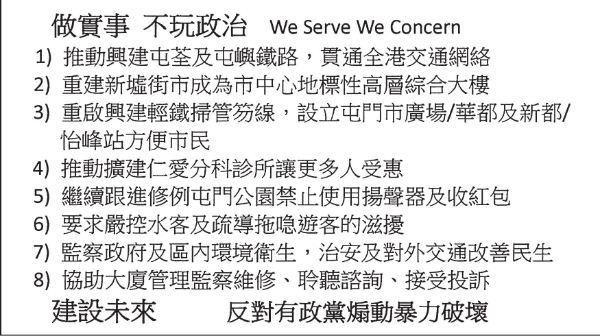 做實事 不玩政治 We Serve We Concern
1) 推動興建屯荃及屯嶼鐵路，貫通全港交通網絡
2) 重建新墟街市成為市中心地標性高層綜合大樓
3) 重啟興建輕鐵掃管笏線，設立屯門市廣場/華都及新都/
怡峰站方便市民
4) 推動擴建仁愛分科診所讓更多人受惠
5) 繼續跟進修例屯門公園禁止使用揚聲器及收紅包
6) 要求嚴控水客及疏導拖喼遊客的滋擾
7) 監察政府及區內環境衛生，治安及對外交通改善民生
8) 協助大廈管理監察維修、聆聽諮詢、接受投訴
建設未來 反對有政黨煽動暴力破壞